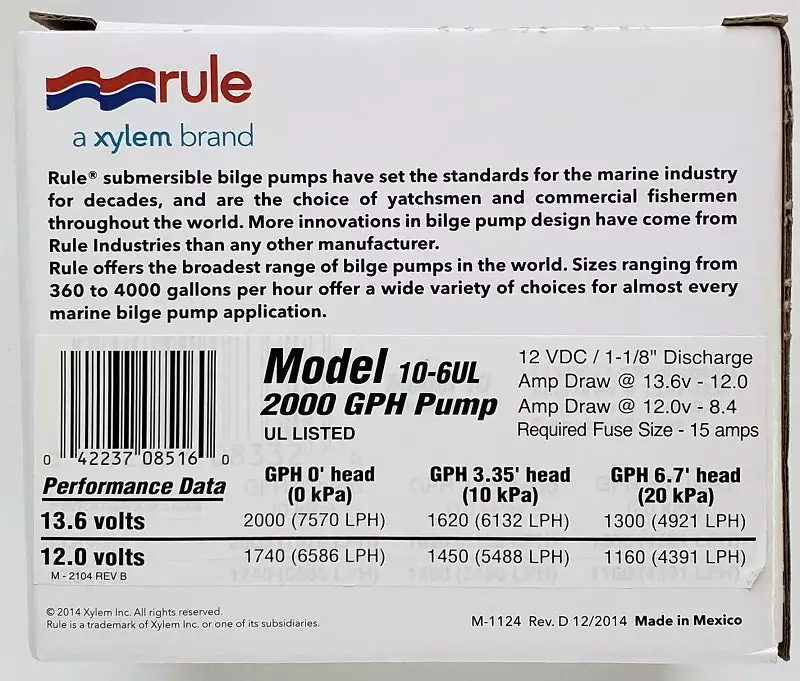 rule
a xylem brand
Rule® submersible bilge pumps have set the standards for the marine industry
for decades, and are the choice of yatchsmen and commercial fishermen
throughout the world. More innovations in bilge pump design have come from
Rule Industries than any other manufacturer.
Rule offers the broadest range of bilge pumps in the world. Sizes ranging from
360 to 4000 gallons per hour offer a wide variety of choices for almost every
marine bilge pump application.
Model 10-6UL
2000 GPH Pump
UL LISTED
12 VDC / 1-1/8" Discharge
Amp Draw @ 13.6v - 12.0
Amp Draw @ 12.0v - 8.4
Required Fuse Size - 15 amps
0 42237 08516 0
Performance Data
GPH 0' head GPH 3.35' head GPH 6.7' head
(0 kPa) (10 kPa) (20 kPa)
13.6 volts 2000 (7570 LPH) 1620 (6132 LPH) 1300 (4921 LPH)
12.0 volts 1740 (6586 LPH) 1450 (5488 LPH) 1160 (4391 LPH)
M - 2104 REV B
© 2014 Xylem Inc. All rights reserved.
Rule is a trademark of Xylem Inc. or one of its subsidiaries.
M-1124 Rev. D 12/2014 Made in Mexico